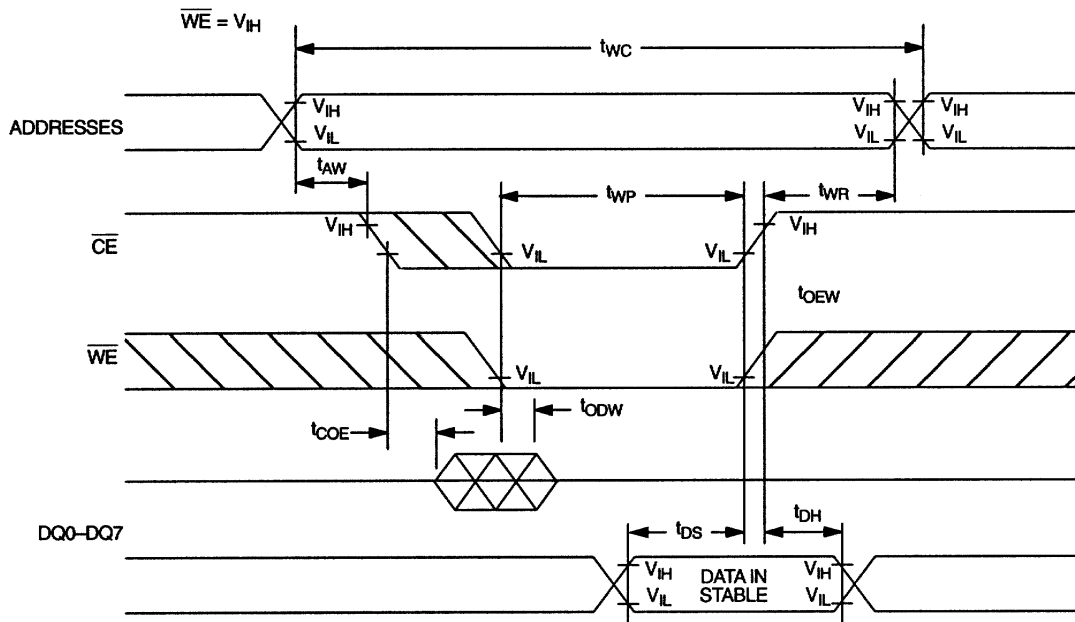 WE = VIH
tWC
ADDRESSES
VIH
VIH
VIH
VIL
VIL
VIL
tAW
tWP
tWR
VIH
VIH
CE
VIL
VIL
tOEW
WE
VIL
VIL
tODW
tCOE
DQ0–DQ7
tDS
tDH
VIH
DATA IN
STABLE
VIH
VIL
VIL